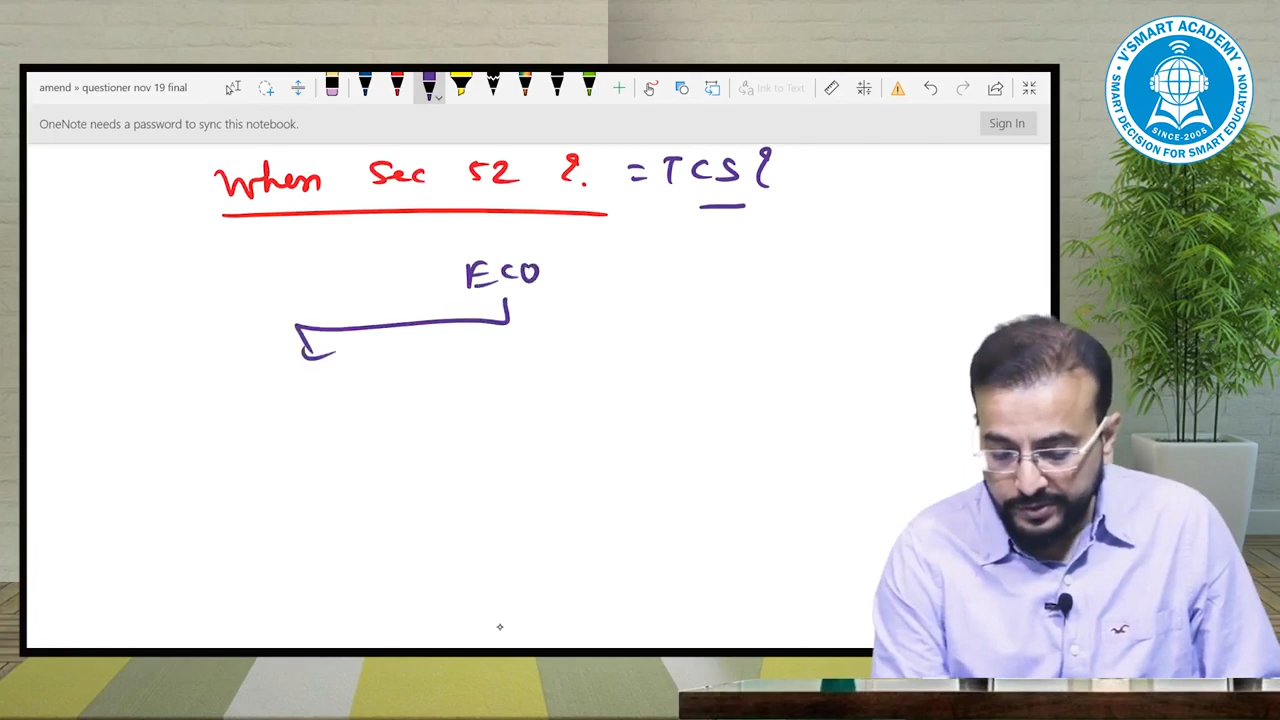 V'SMART ACADEMY
SINCE-2005
SMART DECISION FOR SMART EDUCATION
amend » questioner nov 19 final
Ink to Text
OneNote needs a password to sync this notebook.
Sign In
When Sec 52 ? = TCS?
ECO